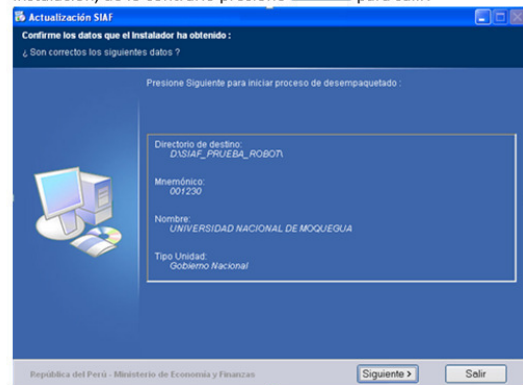 Actualización SIAF
Confirme los datos que el Instalador ha obtenido :
¿ Son correctos los siguientes datos ?
Presione Siguiente para iniciar proceso de desempaquetado :
Directorio de destino:
D:\SIAF_PRUEBA_ROBOT\
Mnemónico:
001230
Nombre:
UNIVERSIDAD NACIONAL DE MOQUEGUA
Tipo Unidad:
Gobierno Nacional
República del Perú - Ministerio de Economía y Finanzas
Siguiente >
Salir